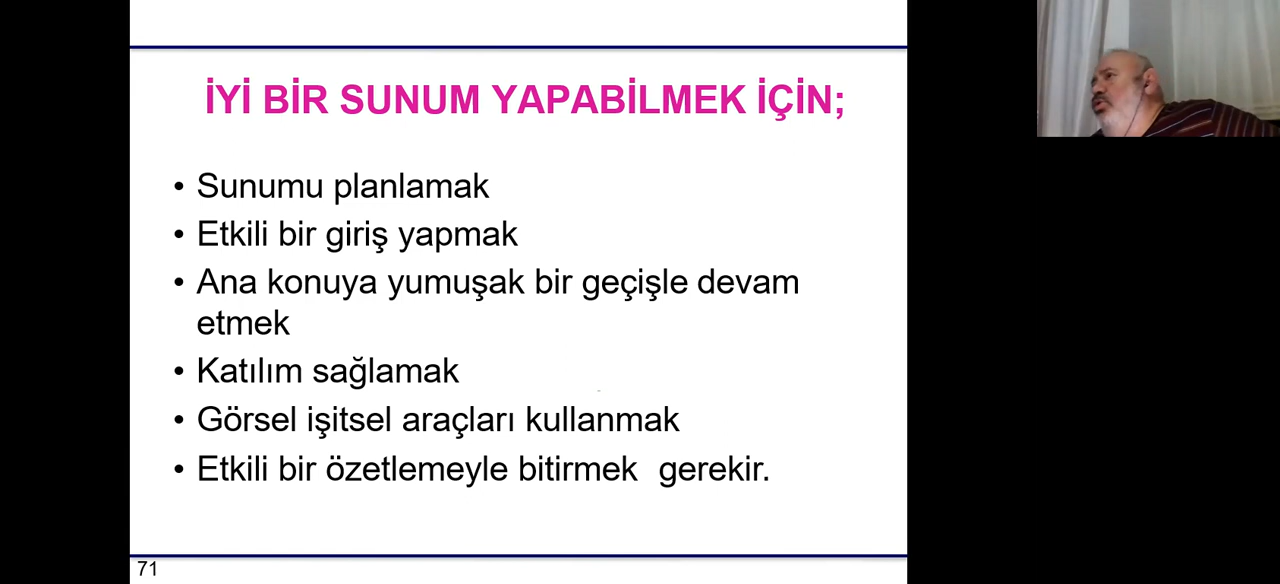 İYİ BİR SUNUM YAPABİLMEK İÇİN;
• Sunumu planlamak
• Etkili bir giriş yapmak
• Ana konuya yumuşak bir geçişle devam
etmek
• Katılım sağlamak
• Görsel işitsel araçları kullanmak
• Etkili bir özetlemeyle bitirmek  gerekir.
71